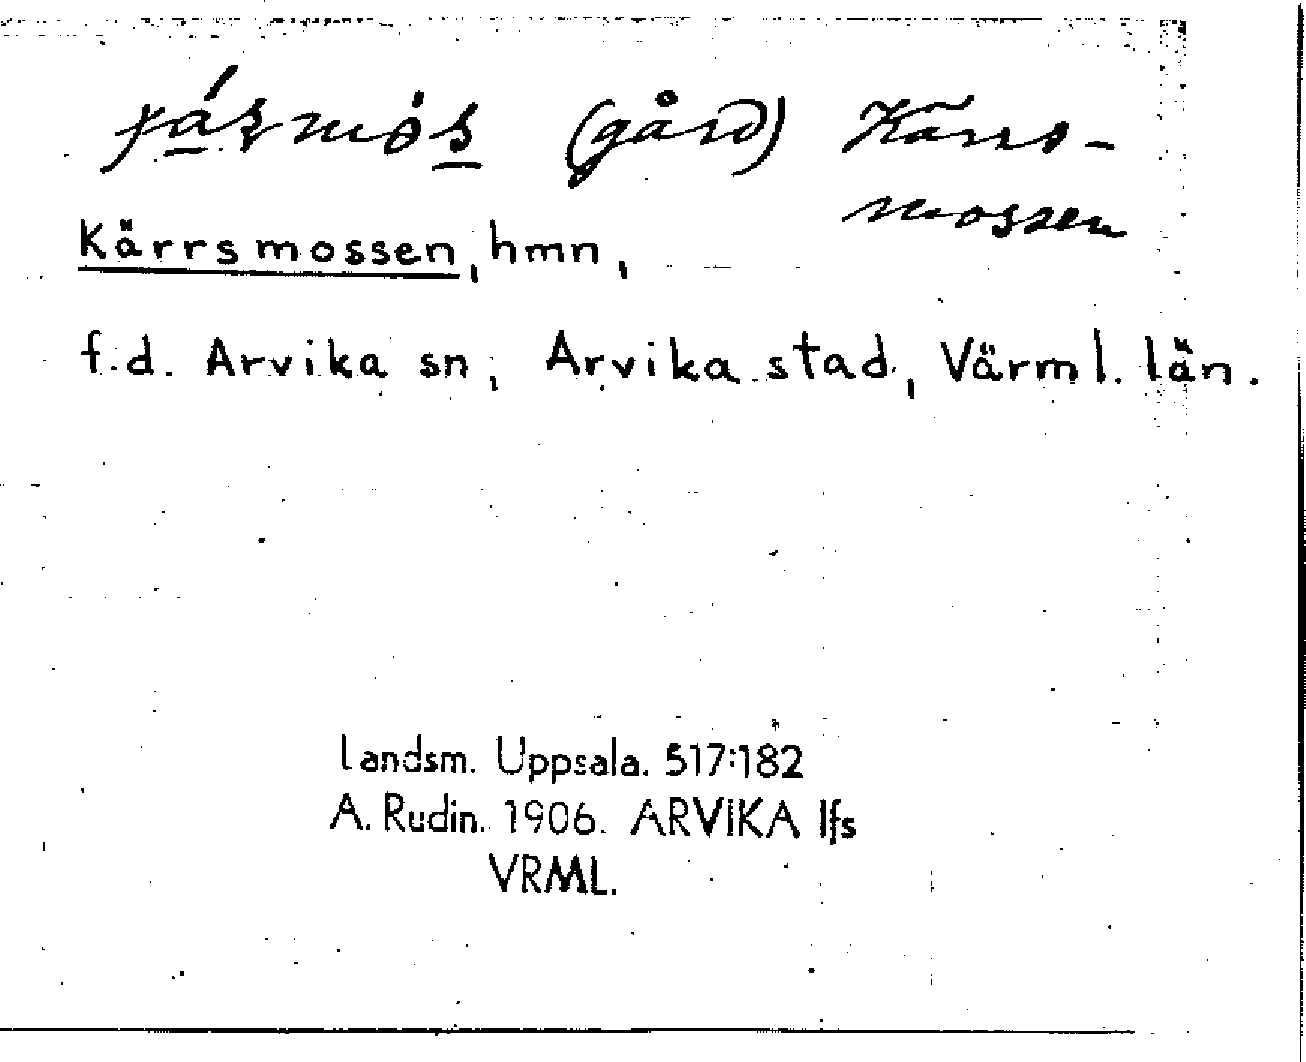 (gård) Kärrs-
mossen
Kärrsmossen, hmn,
f.d. Arvika sn, Arvika stad, Värml. län.
Landsm. Uppsala. 517:182
A. Rudin. 1906. ARVIKA lfs
VRML.